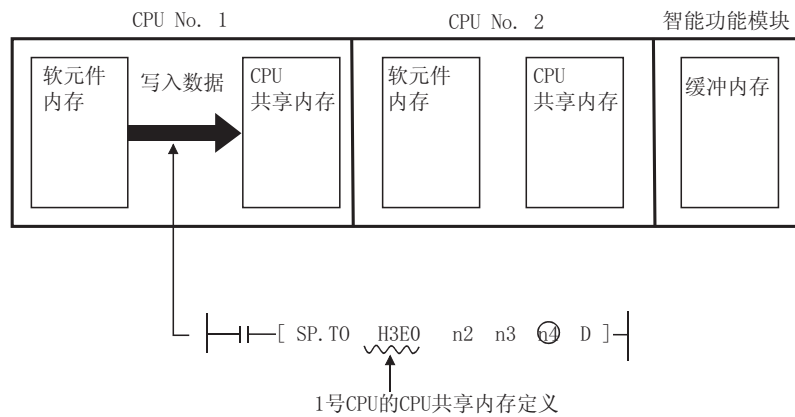 CPU No. 1
CPU No. 2
智能功能模块
软元件
内存
写入数据
CPU
共享内存
软元件
内存
CPU
共享内存
缓冲内存
[ SP.TO H3E0 n2 n3 n4 D ]
1号CPU的CPU共享内存定义